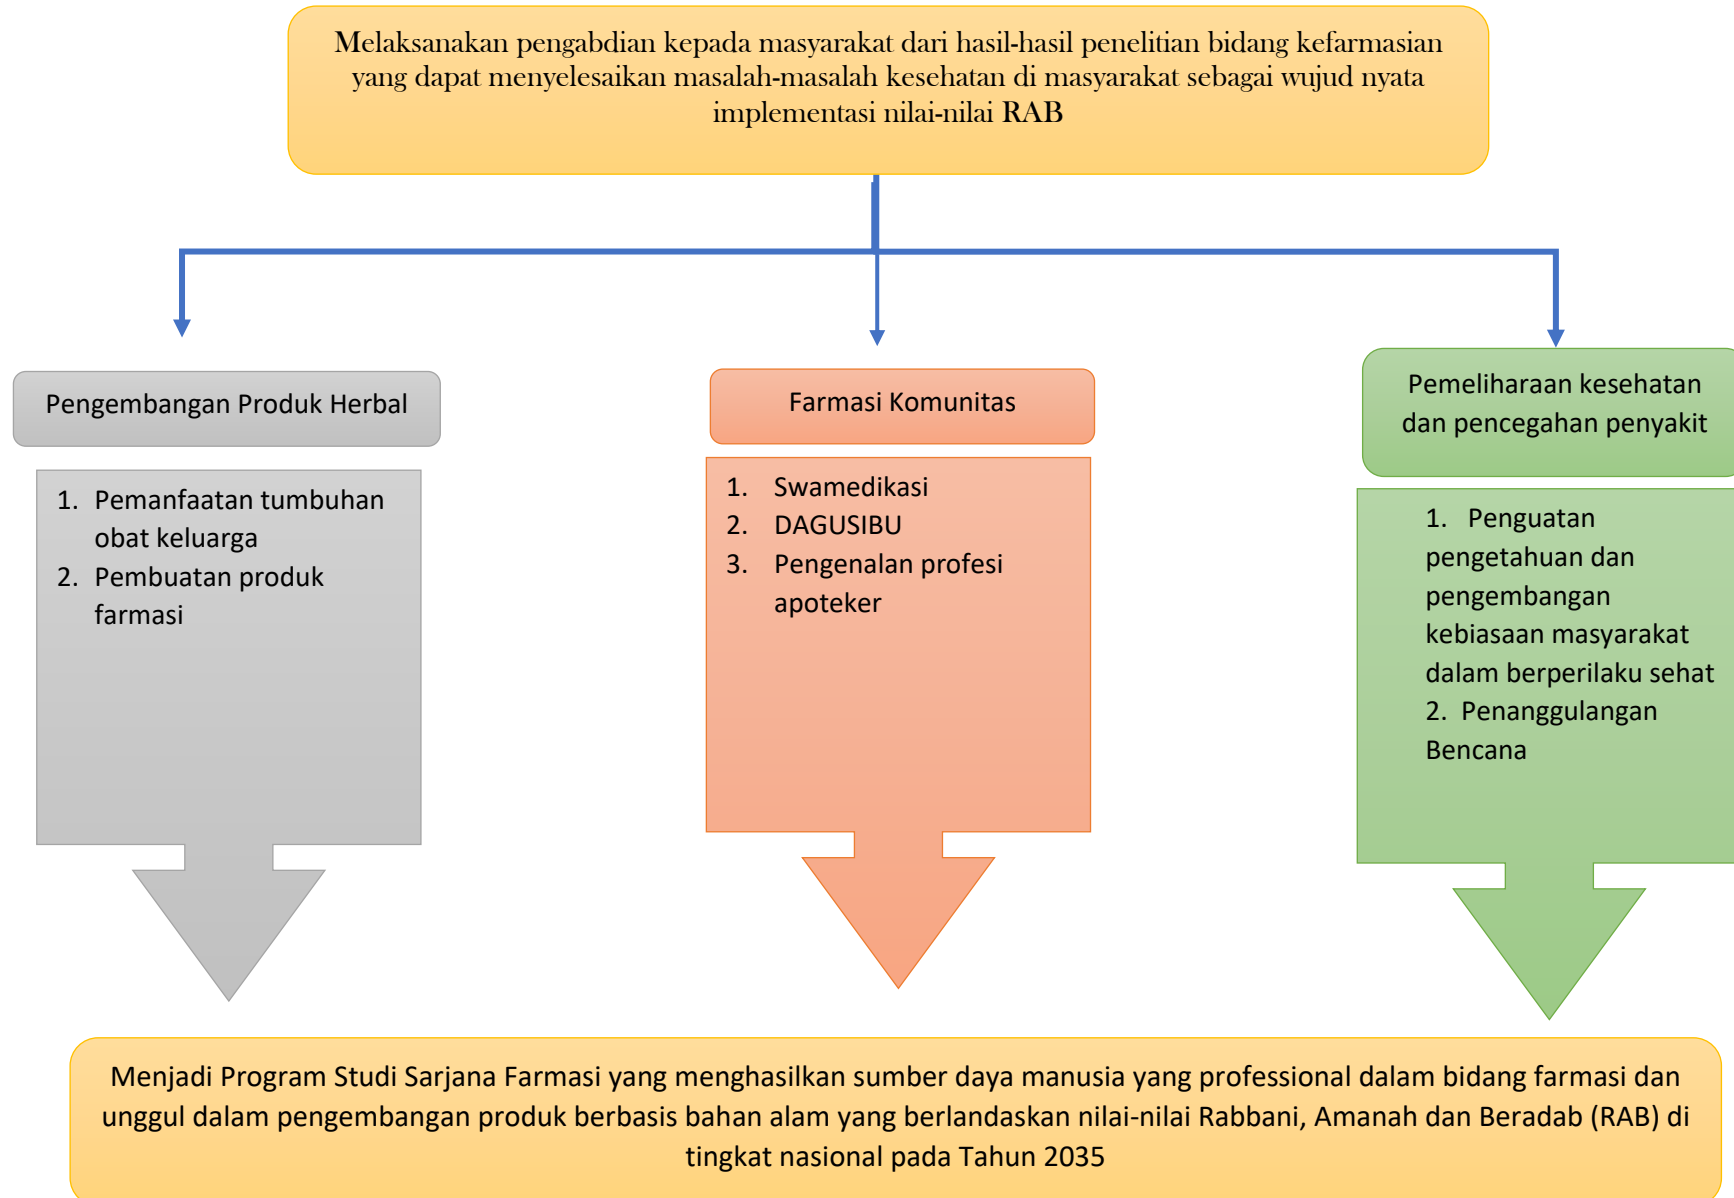 Melaksanakan pengabdian kepada masyarakat dari hasil-hasil penelitian bidang kefarmasian
yang dapat menyelesaikan masalah-masalah kesehatan di masyarakat sebagai wujud nyata
implementasi nilai-nilai RAB
Pengembangan Produk Herbal
1. Pemanfaatan tumbuhan
obat keluarga
2. Pembuatan produk
farmasi
Farmasi Komunitas
1. Swamedikasi
2. DAGUSIBU
3. Pengenalan profesi
apoteker
Pemeliharaan kesehatan
dan pencegahan penyakit
1. Penguatan
pengetahuan dan
pengembangan
kebiasaan masyarakat
dalam berperilaku sehat
2. Penanggulangan
Bencana
Menjadi Program Studi Sarjana Farmasi yang menghasilkan sumber daya manusia yang professional dalam bidang farmasi dan
unggul dalam pengembangan produk berbasis bahan alam yang berlandaskan nilai-nilai Rabbani, Amanah dan Beradab (RAB) di
tingkat nasional pada Tahun 2035